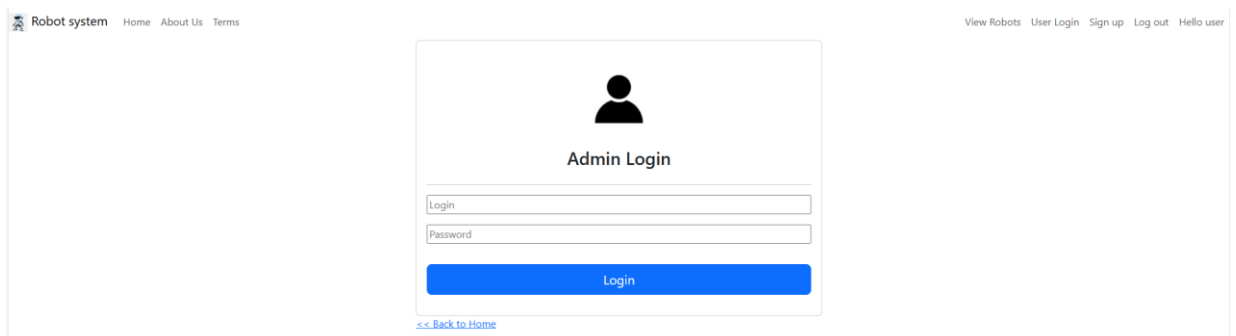 Robot system Home About Us Terms View Robots User Login Sign up Log out Hello user
Admin Login
Login
Password
Login
<< Back to Home